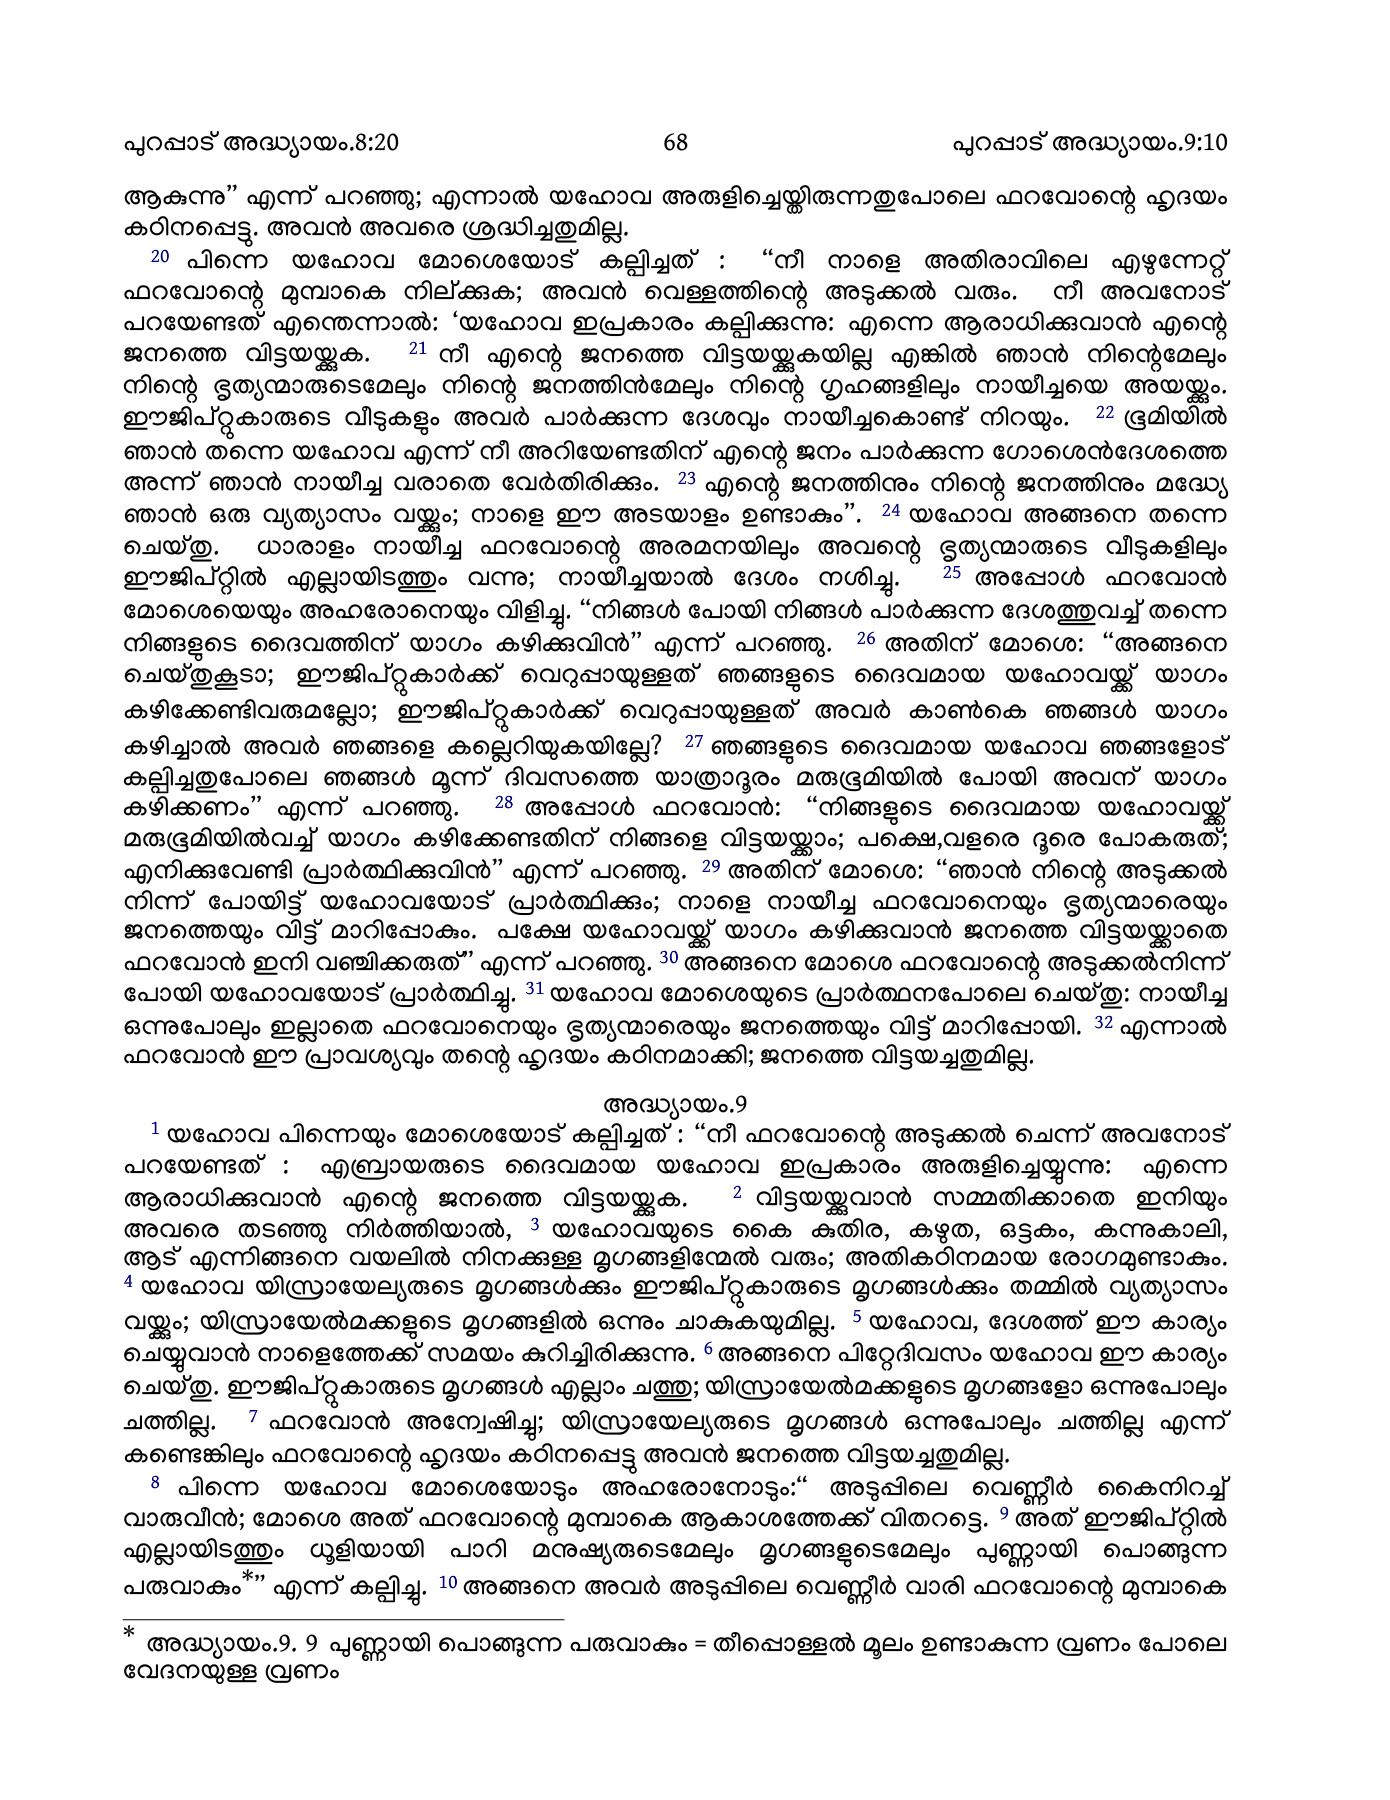 പുറപ്പാട് അദ്ധ്യായം.8:20 68 പുറപ്പാട് അദ്ധ്യായം.9:10
ആകുന്നു” എന്ന് പറഞ്ഞു; എന്നാൽ യഹോവ അരുളിച്ചെയ്തിരുന്നതുപോലെ ഫറവോന്റെ ഹൃദയം
കഠിനപ്പെട്ടു. അവൻ അവരെ ശ്രദ്ധിച്ചതുമില്ല.
20 പിന്നെ യഹോവ മോശെയോട് കല്പിച്ചത് : “നീ നാളെ അതിരാവിലെ എഴുന്നേറ്റ്
ഫറവോന്റെ മുമ്പാകെ നില്ക്കുക; അവൻ വെള്ളത്തിന്റെ അടുക്കൽ വരും. നീ അവനോട്
പറയേണ്ടത് എന്തെന്നാൽ: ‘യഹോവ ഇപ്രകാരം കല്പിക്കുന്നു: എന്നെ ആരാധിക്കുവാൻ എന്റെ
ജനത്തെ വിട്ടയയ്ക്കുക. 21 നീ എന്റെ ജനത്തെ വിട്ടയയ്ക്കുകയില്ല എങ്കിൽ ഞാൻ നിന്റെമേലും
നിന്റെ ഭൃത്യന്മാരുടെമേലും നിന്റെ ജനത്തിൻമേലും നിന്റെ ഗൃഹങ്ങളിലും നായീച്ചയെ അയയ്ക്കും.
ഈജിപ്റ്റുകാരുടെ വീടുകളും അവർ പാർക്കുന്ന ദേശവും നായീച്ചകൊണ്ട് നിറയും. 22 ഭൂമിയിൽ
ഞാൻ തന്നെ യഹോവ എന്ന് നീ അറിയേണ്ടതിന് എന്റെ ജനം പാർക്കുന്ന ഗോശെൻദേശത്തെ
അന്ന് ഞാൻ നായീച്ച വരാതെ വേർതിരിക്കും. 23 എന്റെ ജനത്തിനും നിന്റെ ജനത്തിനും മദ്ധ്യേ
ഞാൻ ഒരു വ്യത്യാസം വയ്ക്കും; നാളെ ഈ അടയാളം ഉണ്ടാകും”. 24 യഹോവ അങ്ങനെ തന്നെ
ചെയ്തു. ധാരാളം നായീച്ച ഫറവോന്റെ അരമനയിലും അവന്റെ ഭൃത്യന്മാരുടെ വീടുകളിലും
ഈജിപ്റ്റിൽ എല്ലായിടത്തും വന്നു; നായീച്ചയാൽ ദേശം നശിച്ചു. 25 അപ്പോൾ ഫറവോൻ
മോശെയെയും അഹരോനെയും വിളിച്ചു. “നിങ്ങൾ പോയി നിങ്ങൾ പാർക്കുന്ന ദേശത്തുവച്ച് തന്നെ
നിങ്ങളുടെ ദൈവത്തിന് യാഗം കഴിക്കുവിൻ” എന്ന് പറഞ്ഞു. 26 അതിന് മോശെ: “അങ്ങനെ
ചെയ്തുകൂടാ; ഈജിപ്റ്റുകാർക്ക് വെറുപ്പായുള്ളത് ഞങ്ങളുടെ ദൈവമായ യഹോവയ്ക്ക് യാഗം
കഴിക്കേണ്ടിവരുമല്ലോ; ഈജിപ്റ്റുകാർക്ക് വെറുപ്പായുള്ളത് അവർ കാൺകെ ഞങ്ങൾ യാഗം
കഴിച്ചാൽ അവർ ഞങ്ങളെ കല്ലെറിയുകയില്ലേ? 27 ഞങ്ങളുടെ ദൈവമായ യഹോവ ഞങ്ങളോട്
കല്പിച്ചതുപോലെ ഞങ്ങൾ മൂന്ന് ദിവസത്തെ യാത്രാദൂരം മരുഭൂമിയിൽ പോയി അവന് യാഗം
കഴിക്കണം” എന്ന് പറഞ്ഞു. 28 അപ്പോൾ ഫറവോൻ: “നിങ്ങളുടെ ദൈവമായ യഹോവയ്ക്ക്
മരുഭൂമിയിൽവച്ച് യാഗം കഴിക്കേണ്ടതിന് നിങ്ങളെ വിട്ടയയ്ക്കാം; പക്ഷെ,വളരെ ദൂരെ പോകരുത്;
എനിക്കുവേണ്ടി പ്രാർത്ഥിക്കുവിൻ” എന്ന് പറഞ്ഞു. 29 അതിന് മോശെ: “ഞാൻ നിന്റെ അടുക്കൽ
നിന്ന് പോയിട്ട് യഹോവയോട് പ്രാർത്ഥിക്കും; നാളെ നായീച്ച ഫറവോനെയും ഭൃത്യന്മാരെയും
ജനത്തെയും വിട്ട് മാറിപ്പോകും. പക്ഷേ യഹോവയ്ക്ക് യാഗം കഴിക്കുവാൻ ജനത്തെ വിട്ടയയ്ക്കാതെ
ഫറവോൻ ഇനി വഞ്ചിക്കരുത്” എന്ന് പറഞ്ഞു. 30 അങ്ങനെ മോശെ ഫറവോന്റെ അടുക്കൽനിന്ന്
പോയി യഹോവയോട് പ്രാർത്ഥിച്ചു. 31 യഹോവ മോശെയുടെ പ്രാർത്ഥനപോലെ ചെയ്തു: നായീച്ച
ഒന്നുപോലും ഇല്ലാതെ ഫറവോനെയും ഭൃത്യന്മാരെയും ജനത്തെയും വിട്ട് മാറിപ്പോയി. 32 എന്നാൽ
ഫറവോൻ ഈ പ്രാവശ്യവും തന്റെ ഹൃദയം കഠിനമാക്കി; ജനത്തെ വിട്ടയച്ചതുമില്ല.
അദ്ധ്യായം.9
1 യഹോവ പിന്നെയും മോശെയോട് കല്പിച്ചത് : “നീ ഫറവോന്റെ അടുക്കൽ ചെന്ന് അവനോട്
പറയേണ്ടത് : എബ്രായരുടെ ദൈവമായ യഹോവ ഇപ്രകാരം അരുളിച്ചെയ്യുന്നു: എന്നെ
ആരാധിക്കുവാൻ എന്റെ ജനത്തെ വിട്ടയയ്ക്കുക. 2 വിട്ടയയ്ക്കുവാൻ സമ്മതിക്കാതെ ഇനിയും
അവരെ തടഞ്ഞു നിർത്തിയാൽ, 3 യഹോവയുടെ കൈ കുതിര, കഴുത, ഒട്ടകം, കന്നുകാലി,
ആട് എന്നിങ്ങനെ വയലിൽ നിനക്കുള്ള മൃഗങ്ങളിന്മേൽ വരും; അതികഠിനമായ രോഗമുണ്ടാകും.
4 യഹോവ യിസ്രായേല്യരുടെ മൃഗങ്ങൾക്കും ഈജിപ്റ്റുകാരുടെ മൃഗങ്ങൾക്കും തമ്മിൽ വ്യത്യാസം
വയ്ക്കും; യിസ്രായേൽമക്കളുടെ മൃഗങ്ങളിൽ ഒന്നും ചാകുകയുമില്ല. 5 യഹോവ, ദേശത്ത് ഈ കാര്യം
ചെയ്യുവാൻ നാളെത്തേക്ക് സമയം കുറിച്ചിരിക്കുന്നു. 6 അങ്ങനെ പിറ്റേദിവസം യഹോവ ഈ കാര്യം
ചെയ്തു. ഈജിപ്റ്റുകാരുടെ മൃഗങ്ങൾ എല്ലാം ചത്തു; യിസ്രായേൽമക്കളുടെ മൃഗങ്ങളോ ഒന്നുപോലും
ചത്തില്ല. 7 ഫറവോൻ അന്വേഷിച്ചു; യിസ്രായേല്യരുടെ മൃഗങ്ങൾ ഒന്നുപോലും ചത്തില്ല എന്ന്
കണ്ടെങ്കിലും ഫറവോന്റെ ഹൃദയം കഠിനപ്പെട്ടു അവൻ ജനത്തെ വിട്ടയച്ചതുമില്ല.
8 പിന്നെ യഹോവ മോശെയോടും അഹരോനോടും:“ അടുപ്പിലെ വെണ്ണീർ കൈനിറച്ച്
വാരുവീൻ; മോശെ അത് ഫറവോന്റെ മുമ്പാകെ ആകാശത്തേക്ക് വിതറട്ടെ. 9 അത് ഈജിപ്റ്റിൽ
എല്ലായിടത്തും ധൂളിയായി പാറി മനുഷ്യരുടെമേലും മൃഗങ്ങളുടെമേലും പുണ്ണായി പൊങ്ങുന്ന
പരുവാകും*” എന്ന് കല്പിച്ചു. 10 അങ്ങനെ അവർ അടുപ്പിലെ വെണ്ണീർ വാരി ഫറവോന്റെ മുമ്പാകെ
* അദ്ധ്യായം.9. 9 പുണ്ണായി പൊങ്ങുന്ന പരുവാകും = തീപ്പൊള്ളൽ മൂലം ഉണ്ടാകുന്ന വ്രണം പോലെ
വേദനയുള്ള വ്രണം